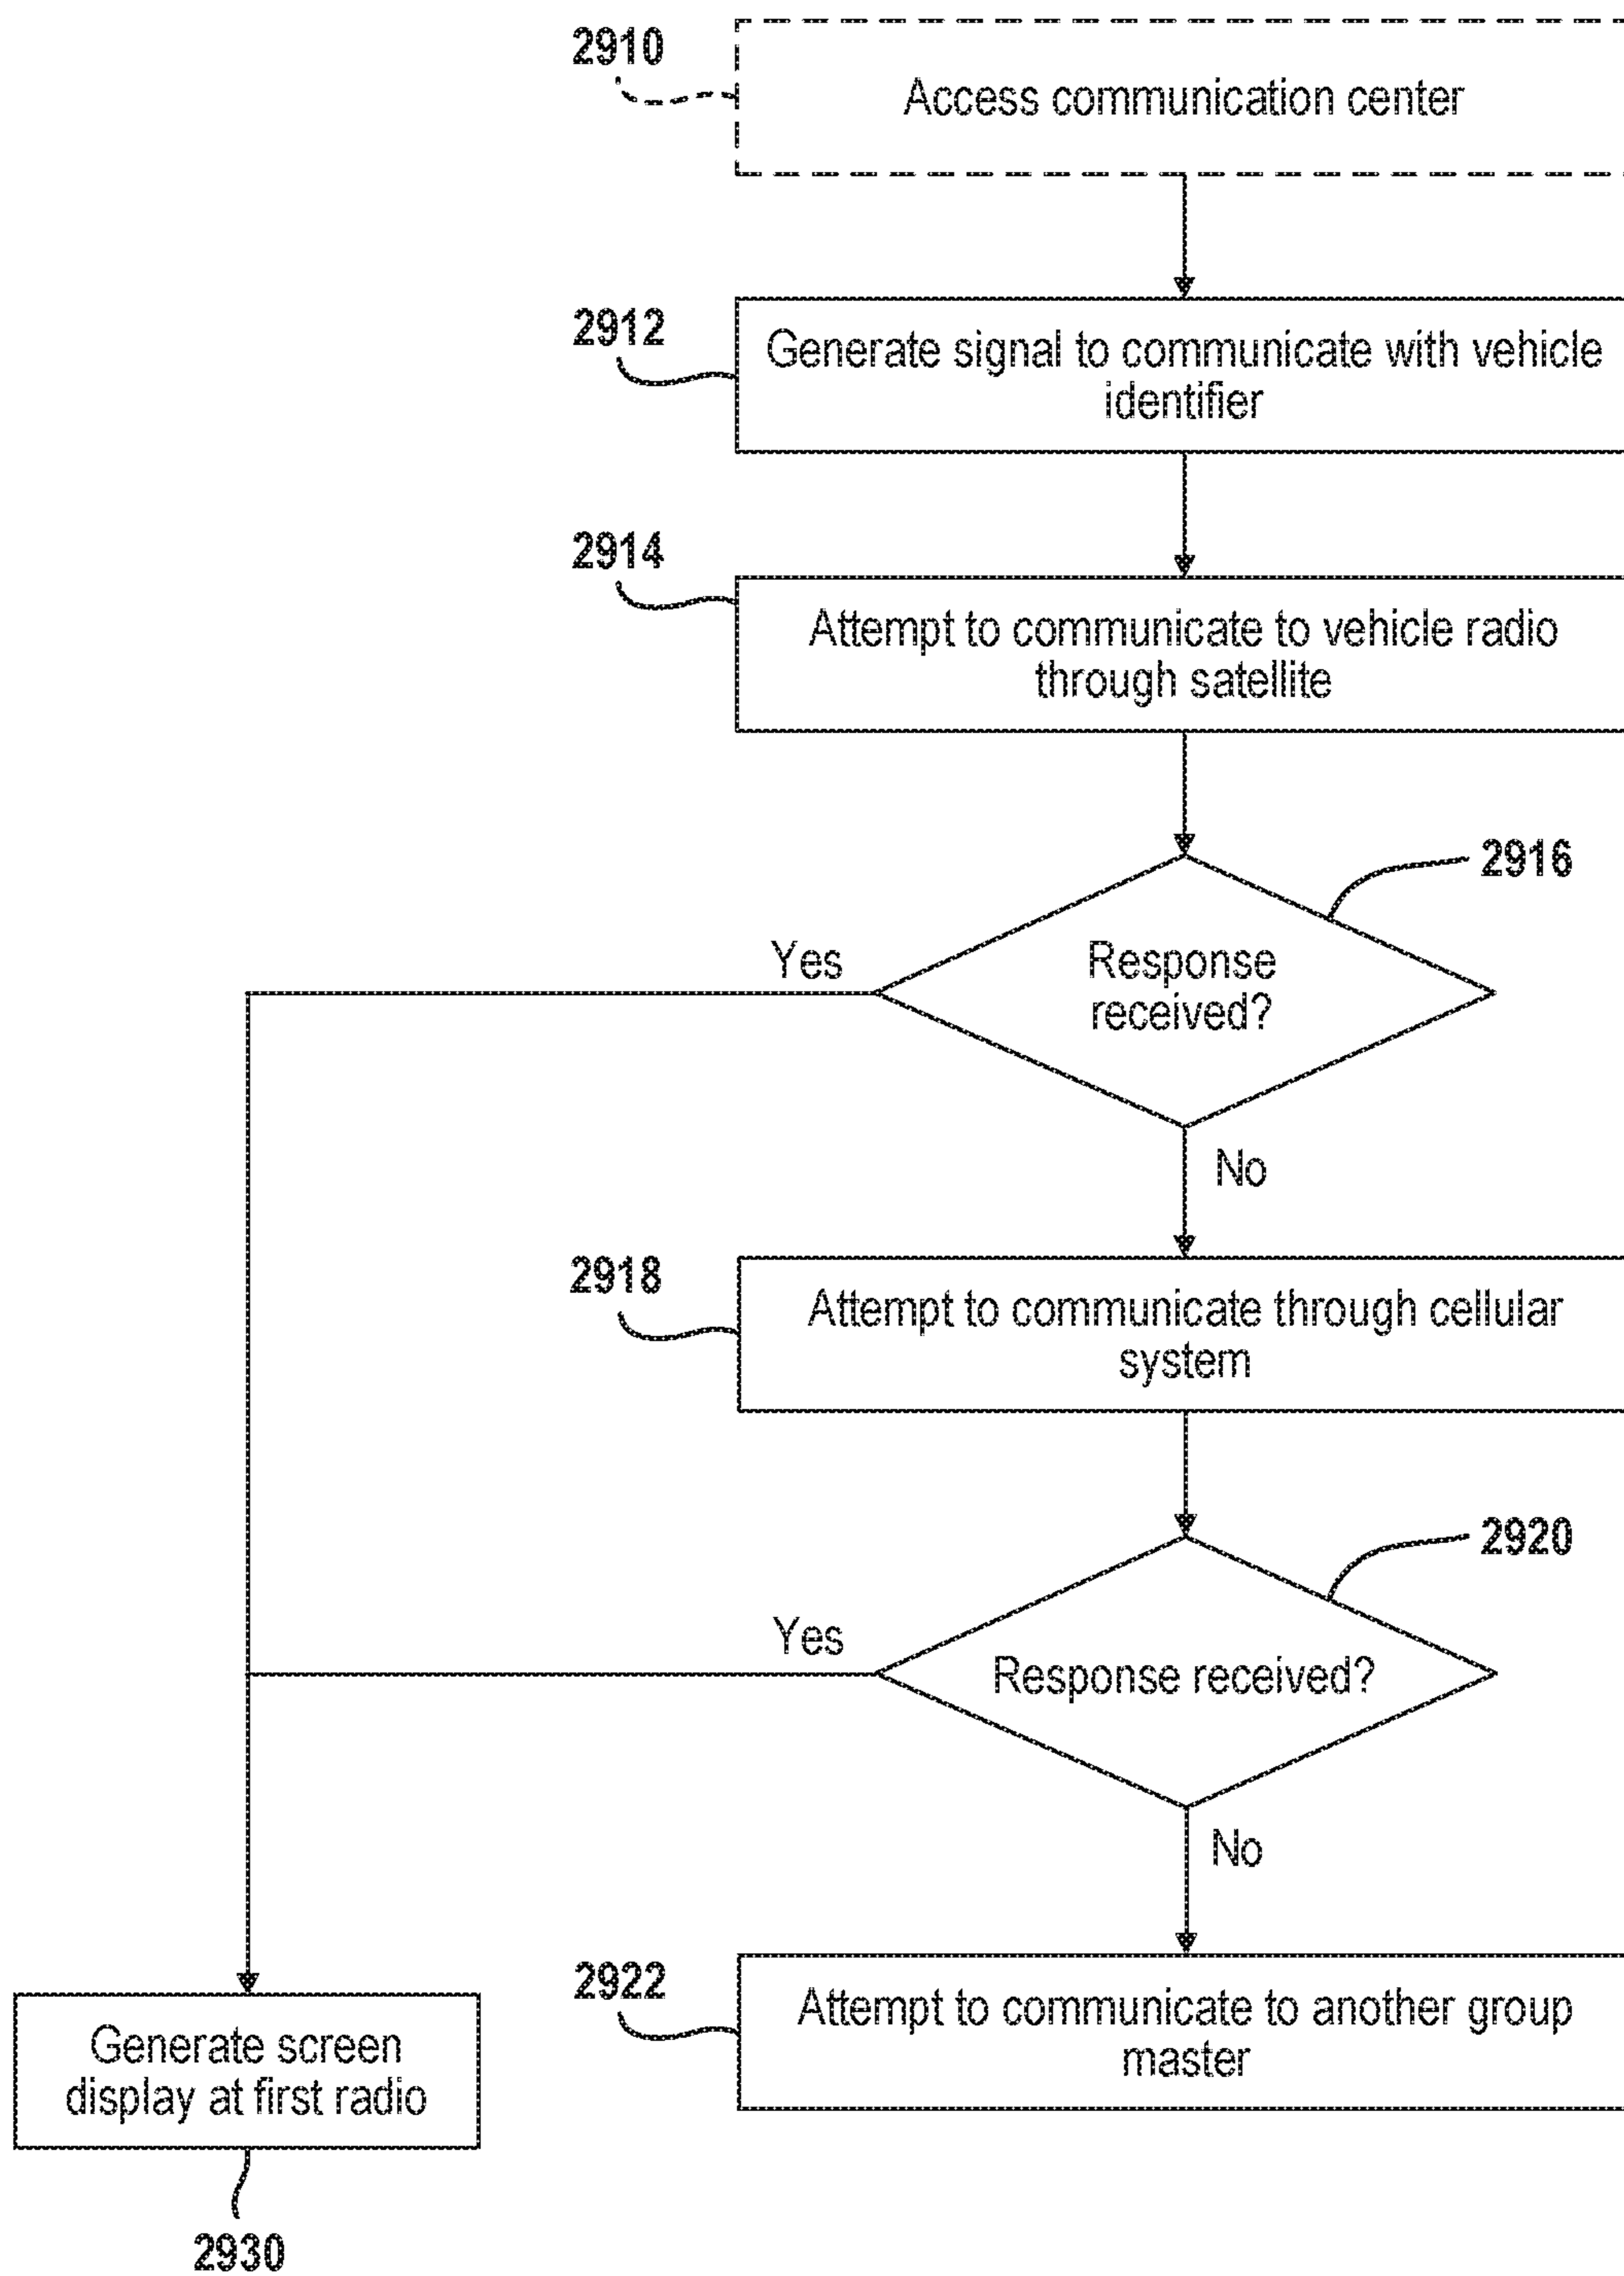 2910
Access communication center
2912
Generate signal to communicate with vehicle
identifier
2914
Attempt to communicate to vehicle radio
through satellite
2916
Yes
Response
received?
No
2918
Attempt to communicate through cellular
system
2920
Yes
Response received?
No
2922
Attempt to communicate to another group
master
Generate screen
display at first radio
2930